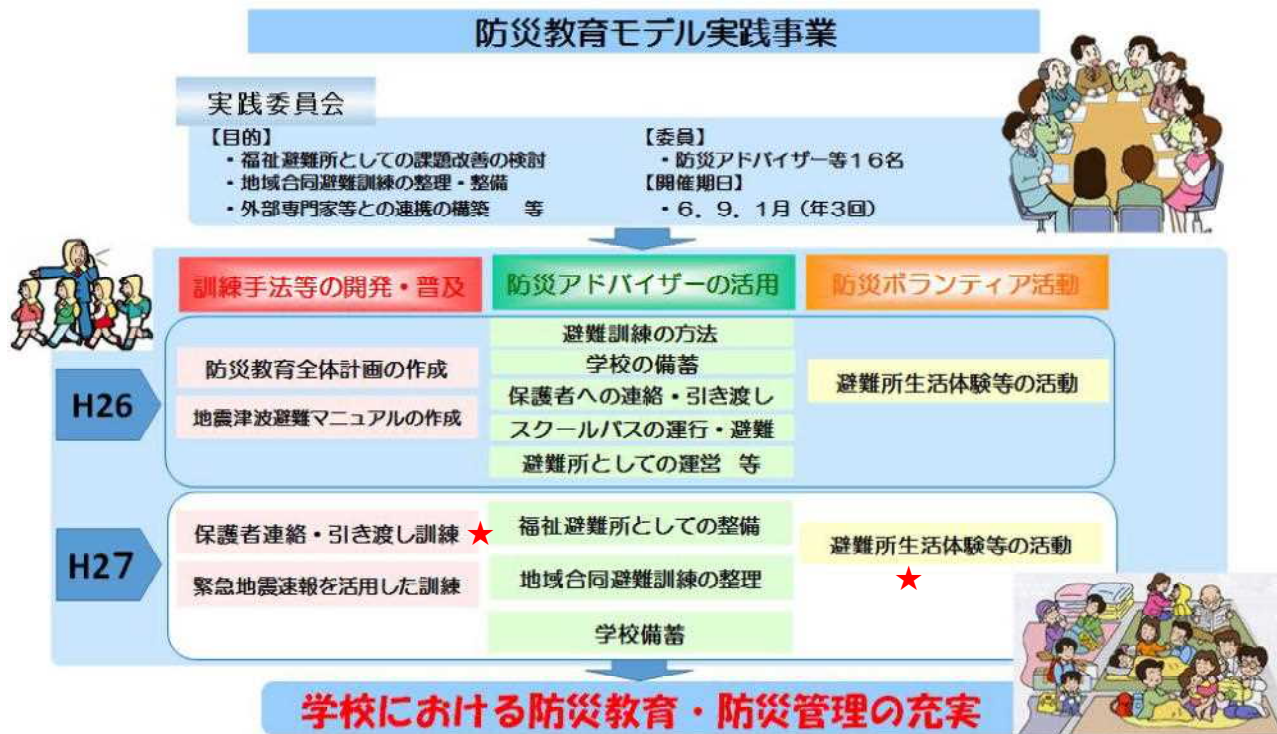 防災教育モデル実践事業
実践委員会
【目的】
・福祉避難所としての課題改善の検討
・地域合同避難訓練の整理・整備
・外部専門家等との連携の構築 等
【委員】
・防災アドバイザー等16名
【開催期日】
・6．9．1月（年3回）
訓練手法等の開発・普及
防災アドバイザーの活用
防災ボランティア活動
H26
防災教育全体計画の作成
地震津波避難マニュアルの作成
避難訓練の方法
学校の備蓄
保護者への連絡・引き渡し
スクールバスの運行・避難
避難所としての運営 等
避難所生活体験等の活動
H27
保護者連絡・引き渡し訓練 ★
緊急地震速報を活用した訓練
福祉避難所としての整備
地域合同避難訓練の整理
学校備蓄
避難所生活体験等の活動
★
学校における防災教育・防災管理の充実